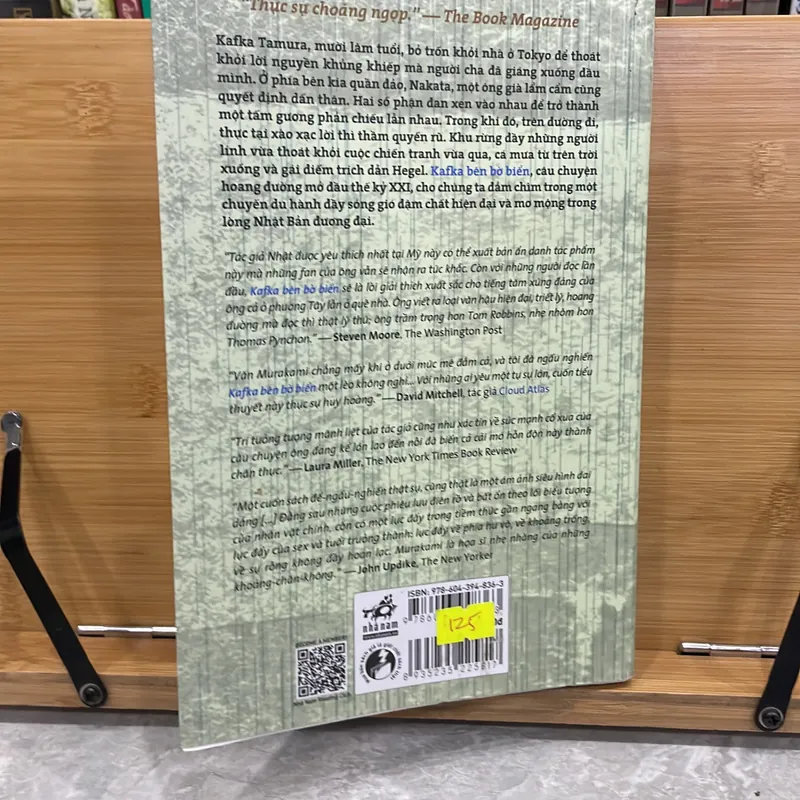 "Thực sự choáng ngợp." — The Book Magazine
Kafka Tamura, mười lăm tuổi, bỏ trốn khỏi nhà ở Tokyo để thoát
khỏi lời nguyền khủng khiếp mà người cha đã giáng xuống đầu
mình. Ở phía bên kia quần đảo, Nakata, một ông già lẩm cẩm cũng
quyết định dấn thân. Hai số phận đan xen vào nhau để trở thành
một tấm gương phản chiếu lẫn nhau. Trong khi đó, trên đường đi,
thực tại xào xạc lời thì thầm quyến rũ. Khu rừng đầy những người
lính vừa thoát khỏi cuộc chiến tranh vừa qua, cá mưa từ trên trời
xuống và gái điếm trích dẫn Hegel. Kafka bên bờ biển, câu chuyện
hoang đường mở đầu thế kỷ XXI, cho chúng ta đắm chìm trong một
chuyến du hành đầy sóng gió đậm chất hiện đại và mơ mộng trong
lòng Nhật Bản đương đại.
"Tác giả Nhật được yêu thích nhất tại Mỹ này có thể xuất bản ẩn danh tác phẩm
này mà những fan của ông vẫn sẽ nhận ra tức khắc. Còn với những người đọc lần
đầu, Kafka bên bờ biển sẽ là lời giải thích xuất sắc cho tiếng tăm xứng đáng của
ông cả ở phương Tây lẫn ở quê nhà. Ông viết ra loại văn hậu hiện đại, triết lý, hoang
đường mà đọc thì thật lý thú; ông trầm trọng hơn Tom Robbins, nhẹ nhõm hơn
Thomas Pynchon." — Steven Moore, The Washington Post
"Văn Murakami chẳng mấy khi ở dưới mức mê đắm cả, và tôi đã ngấu nghiến
Kafka bên bờ biển một lèo không nghỉ... Với những ai yêu một tự sự lớn, cuốn tiểu
thuyết này thực sự huy hoàng." — David Mitchell, tác giả Cloud Atlas
"Trí tưởng tượng mãnh liệt của tác giả cũng như xác tín về sức mạnh cổ xưa của
câu chuyện ông đang kể lớn lao đến nỗi đã biến cả cái mớ hỗn độn này thành
chân thực." — Laura Miller, The New York Times Book Review
"Một cuốn sách để-ngấu-nghiến thật sự, cũng thật là một ám ảnh siêu hình dai
dẳng [...] Đằng sau những cuộc phiêu lưu điên rồ và bất ổn theo lối biểu tượng
của nhân vật chính, còn có một lực đẩy trong tiềm thức gần ngang bằng với
lực đẩy của sex và tuổi trưởng thành: lực đẩy về phía hư vô, về khoảng trống,
về sự rỗng không đầy hoan lạc. Murakami là họa sĩ nhẹ nhàng của những
khoảng-chân-không." — John Updike, The New Yorker
ISBN: 978-604-394-836-3
nhã nam
125
8 935235 225817
Nhã Nam Reading Club